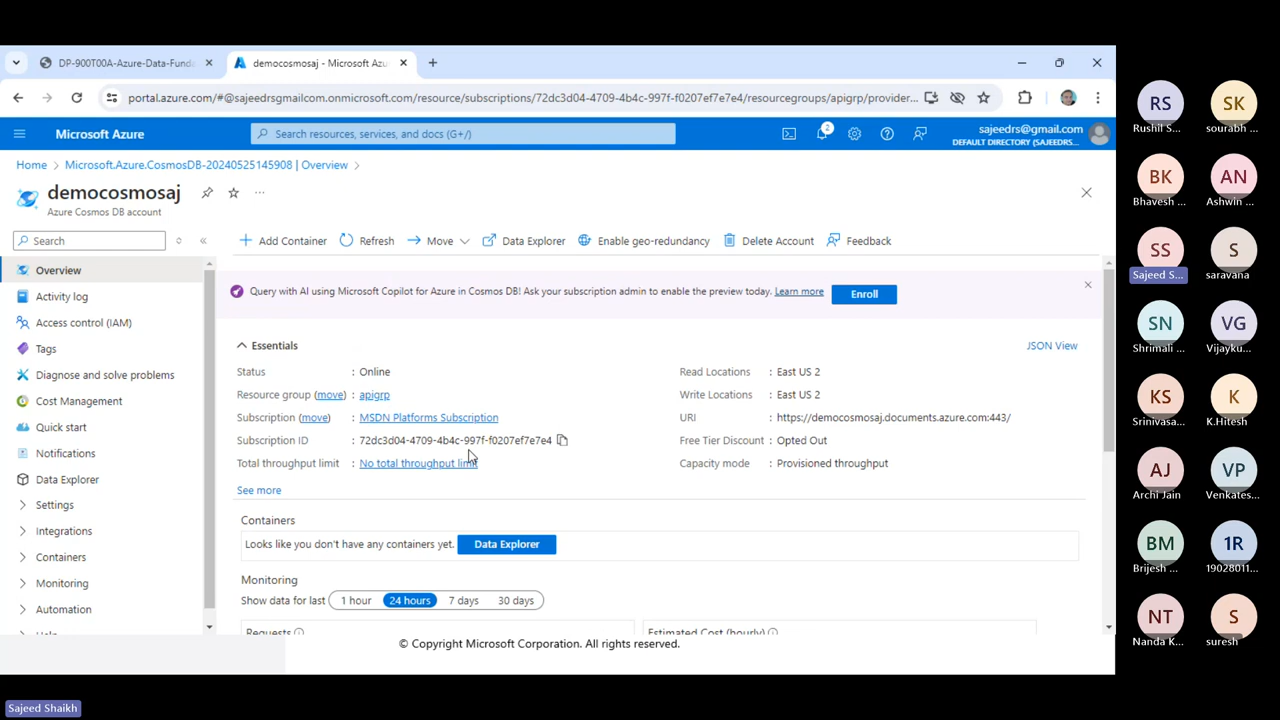 DP-900T00A-Azure-Data-Funda
democosmosaj - Microsoft Azu
portal.azure.com/#@sajeedrsgmailcom.onmicrosoft.com/resource/subscriptions/72dc3d04-4709-4b4c-997f-f0207ef7e7e4/resourcegroups/apigrp/provider...
Microsoft Azure
Search resources, services, and docs (G+/)
2
sajeedrs@gmail.com
DEFAULT DIRECTORY (SAJEEDRS...
Home > Microsoft.Azure.CosmosDB-20240525145908 | Overview >
democosmosaj
...
Azure Cosmos DB account
Search
Add Container
Refresh
Move
Data Explorer
Enable geo-redundancy
Delete Account
Feedback
Overview
Activity log
Access control (IAM)
Tags
Diagnose and solve problems
Cost Management
Quick start
Notifications
Data Explorer
Settings
Integrations
Containers
Monitoring
Automation
Query with AI using Microsoft Copilot for Azure in Cosmos DB! Ask your subscription admin to enable the preview today. Learn more
Enroll
Essentials
JSON View
Status : Online
Resource group (move) : apigrp
Subscription (move) : MSDN Platforms Subscription
Subscription ID : 72dc3d04-4709-4b4c-997f-f0207ef7e7e4
Total throughput limit : No total throughput limit
See more
Read Locations : East US 2
Write Locations : East US 2
URI : https://democosmosaj.documents.azure.com:443/
Free Tier Discount : Opted Out
Capacity mode : Provisioned throughput
Containers
Looks like you don't have any containers yet. Data Explorer
Monitoring
Show data for last 1 hour 24 hours 7 days 30 days
Requests
Estimated Cost (hourly)
© Copyright Microsoft Corporation. All rights reserved.
RS SK
Rushil S... sourabh ...
BK AN
Bhavesh ... Ashwin ...
SS S
Sajeed S... saravana
SN VG
Shrimali ... Vijayku...
KS K
Srinivasa... K.Hitesh
AJ VP
Archi Jain Venkates...
BM 1R
Brijesh ... 19028011...
NT S
Nanda K... suresh
Sajeed Shaikh